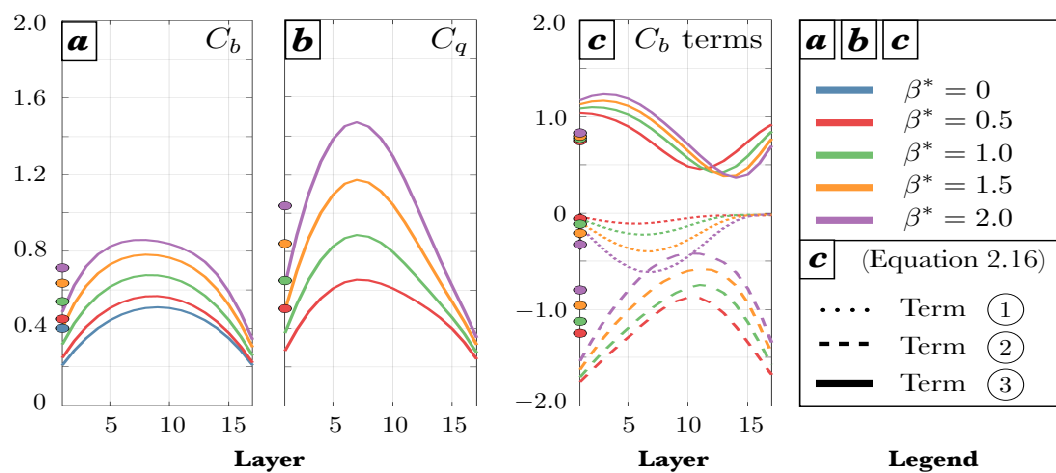 a C_b
2.0
1.6
1.2
0.8
0.4
0
5 10 15
b C_q
5 10 15
Layer
c C_b terms
2.0
1.0
0
−1.0
−2.0
5 10 15
Layer
a b c
β* = 0
β* = 0.5
β* = 1.0
β* = 1.5
β* = 2.0
c (Equation 2.16)
Term 1
Term 2
Term 3
Legend